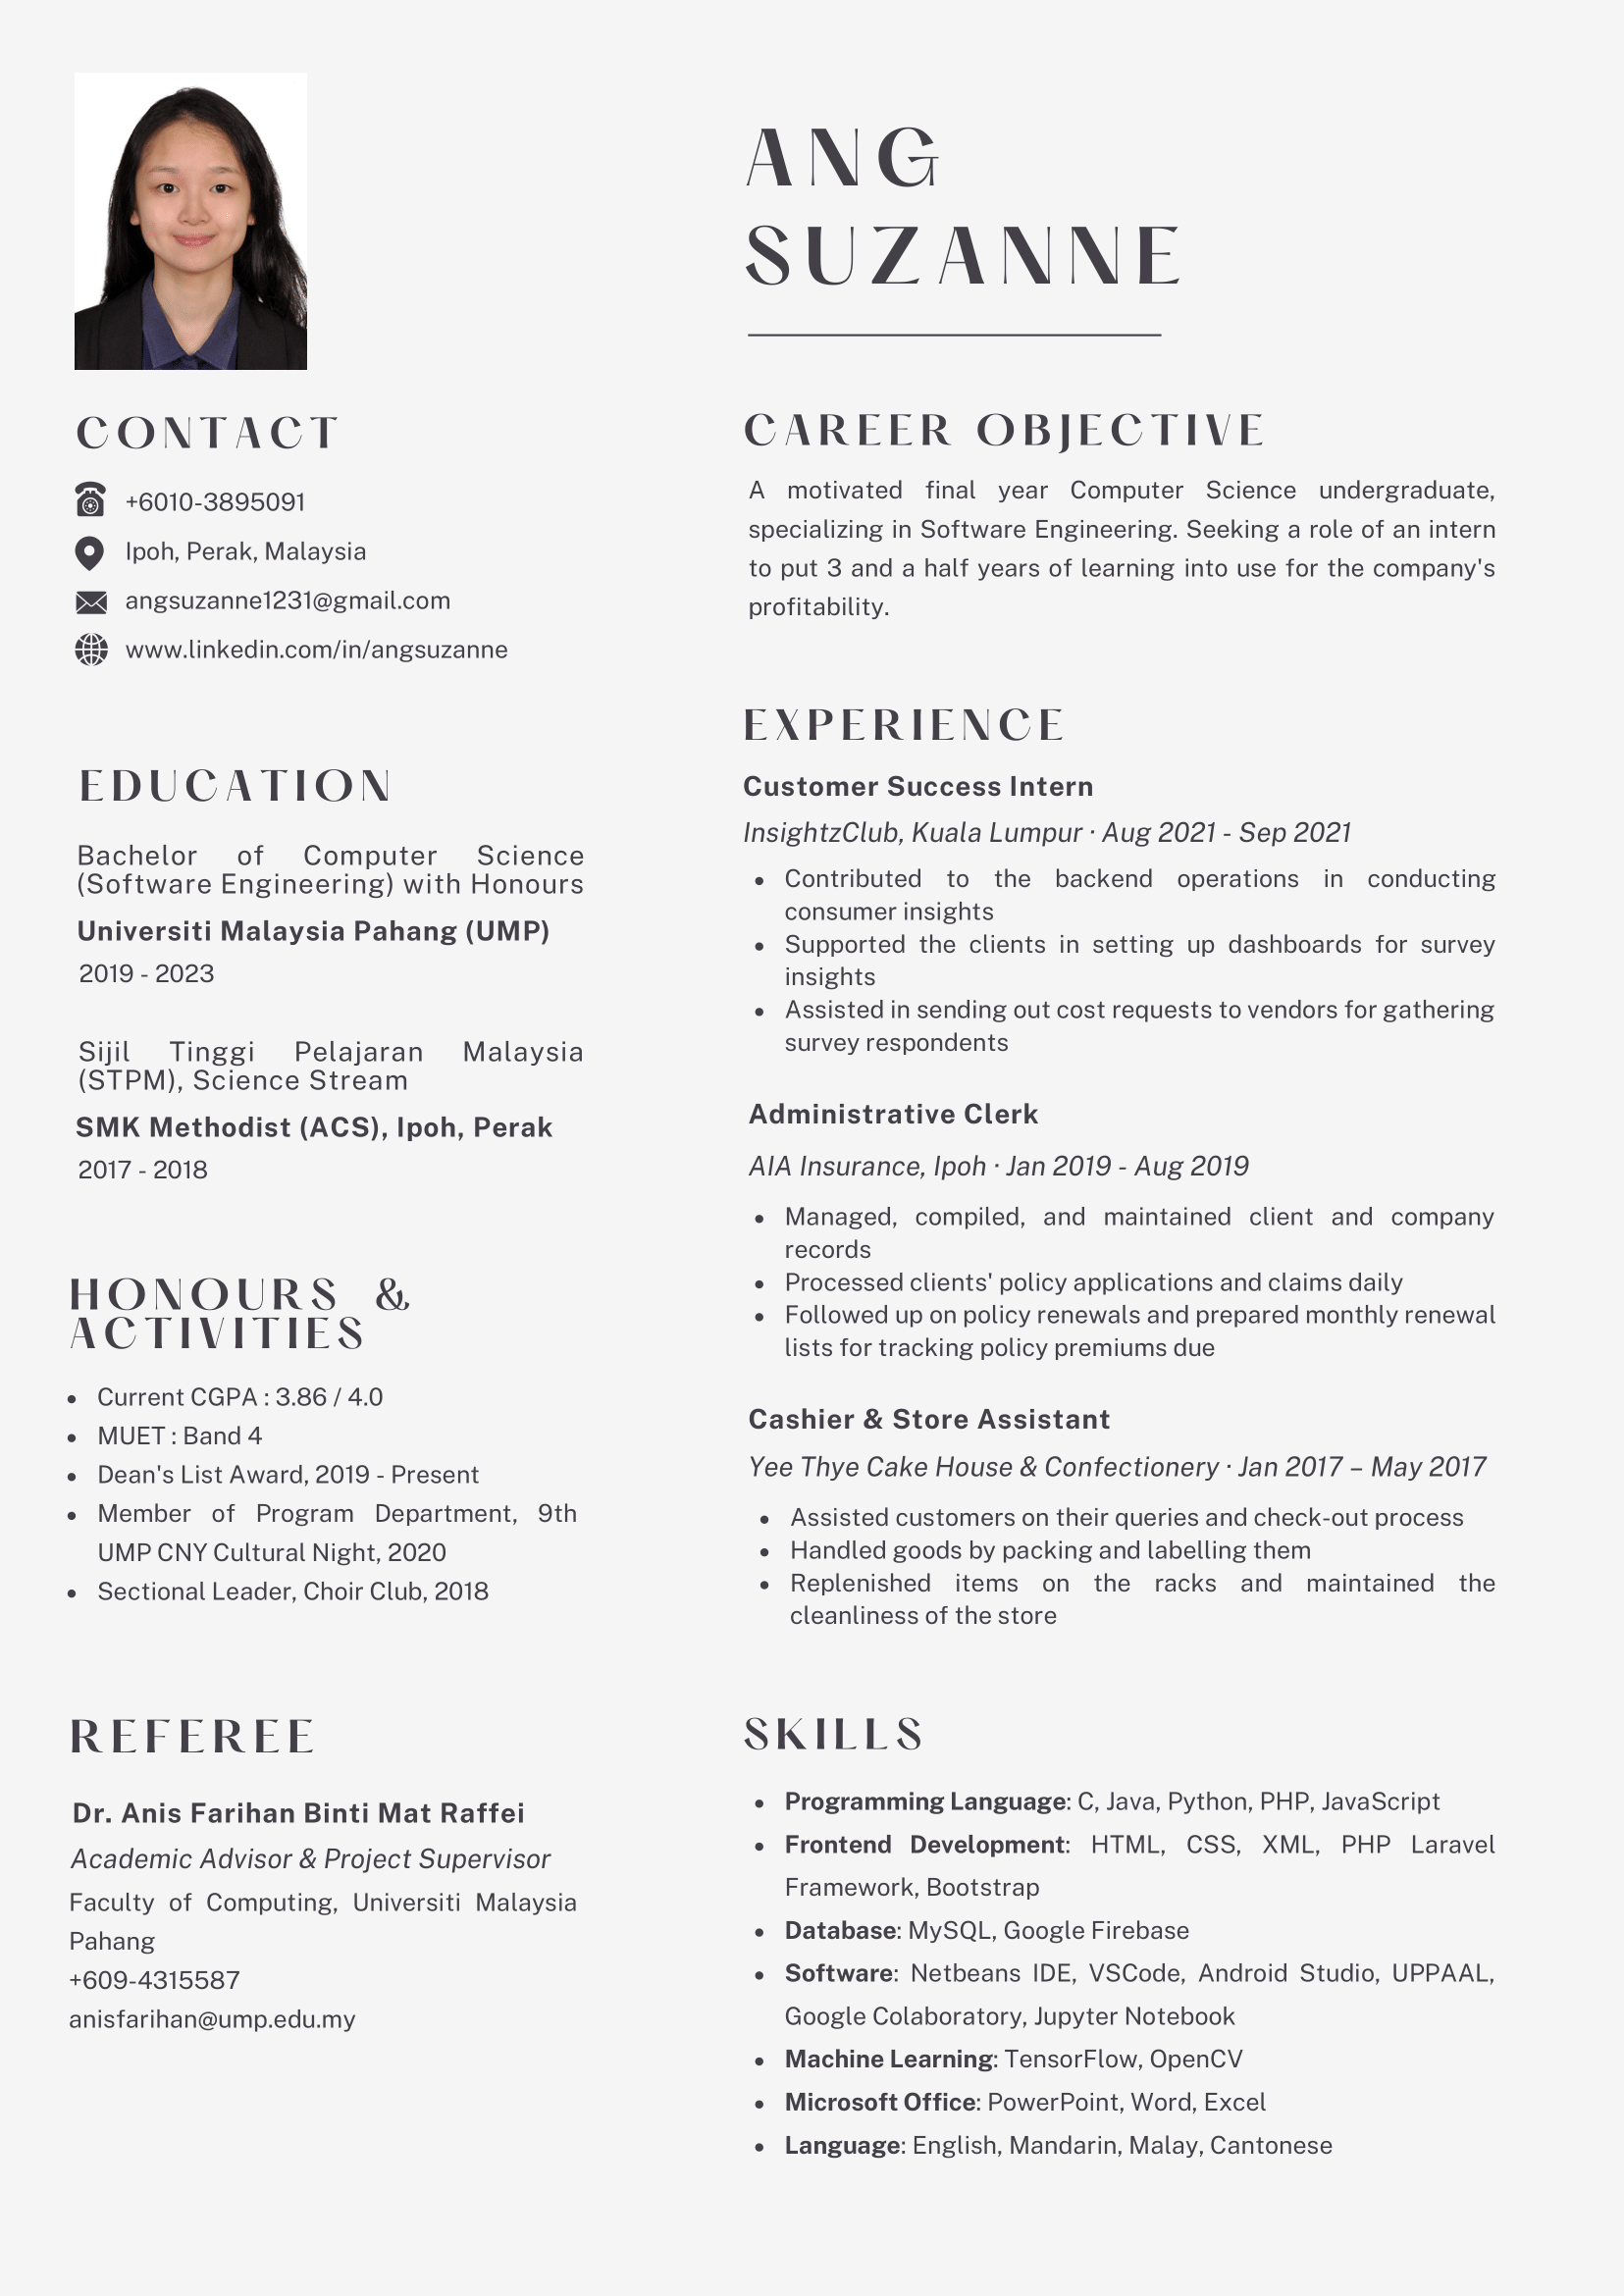 ANG
SUZANNE
CONTACT
+6010-3895091
Ipoh, Perak, Malaysia
angsuzanne1231@gmail.com
www.linkedin.com/in/angsuzanne
EDUCATION
Bachelor of Computer Science
(Software Engineering) with Honours
Universiti Malaysia Pahang (UMP)
2019 - 2023
Sijil Tinggi Pelajaran Malaysia
(STPM), Science Stream
SMK Methodist (ACS), Ipoh, Perak
2017 - 2018
HONOURS &
ACTIVITIES
• Current CGPA : 3.86 / 4.0
• MUET : Band 4
• Dean's List Award, 2019 - Present
• Member of Program Department, 9th
UMP CNY Cultural Night, 2020
• Sectional Leader, Choir Club, 2018
REFEREE
Dr. Anis Farihan Binti Mat Raffei
Academic Advisor & Project Supervisor
Faculty of Computing, Universiti Malaysia
Pahang
+609-4315587
anisfarihan@ump.edu.my
CAREER OBJECTIVE
A motivated final year Computer Science undergraduate,
specializing in Software Engineering. Seeking a role of an intern
to put 3 and a half years of learning into use for the company's
profitability.
EXPERIENCE
Customer Success Intern
InsightzClub, Kuala Lumpur · Aug 2021 - Sep 2021
• Contributed to the backend operations in conducting
consumer insights
• Supported the clients in setting up dashboards for survey
insights
• Assisted in sending out cost requests to vendors for gathering
survey respondents
Administrative Clerk
AIA Insurance, Ipoh · Jan 2019 - Aug 2019
• Managed, compiled, and maintained client and company
records
• Processed clients' policy applications and claims daily
• Followed up on policy renewals and prepared monthly renewal
lists for tracking policy premiums due
Cashier & Store Assistant
Yee Thye Cake House & Confectionery · Jan 2017 – May 2017
• Assisted customers on their queries and check-out process
• Handled goods by packing and labelling them
• Replenished items on the racks and maintained the
cleanliness of the store
SKILLS
• Programming Language: C, Java, Python, PHP, JavaScript
• Frontend Development: HTML, CSS, XML, PHP Laravel
Framework, Bootstrap
• Database: MySQL, Google Firebase
• Software: Netbeans IDE, VSCode, Android Studio, UPPAAL,
Google Colaboratory, Jupyter Notebook
• Machine Learning: TensorFlow, OpenCV
• Microsoft Office: PowerPoint, Word, Excel
• Language: English, Mandarin, Malay, Cantonese